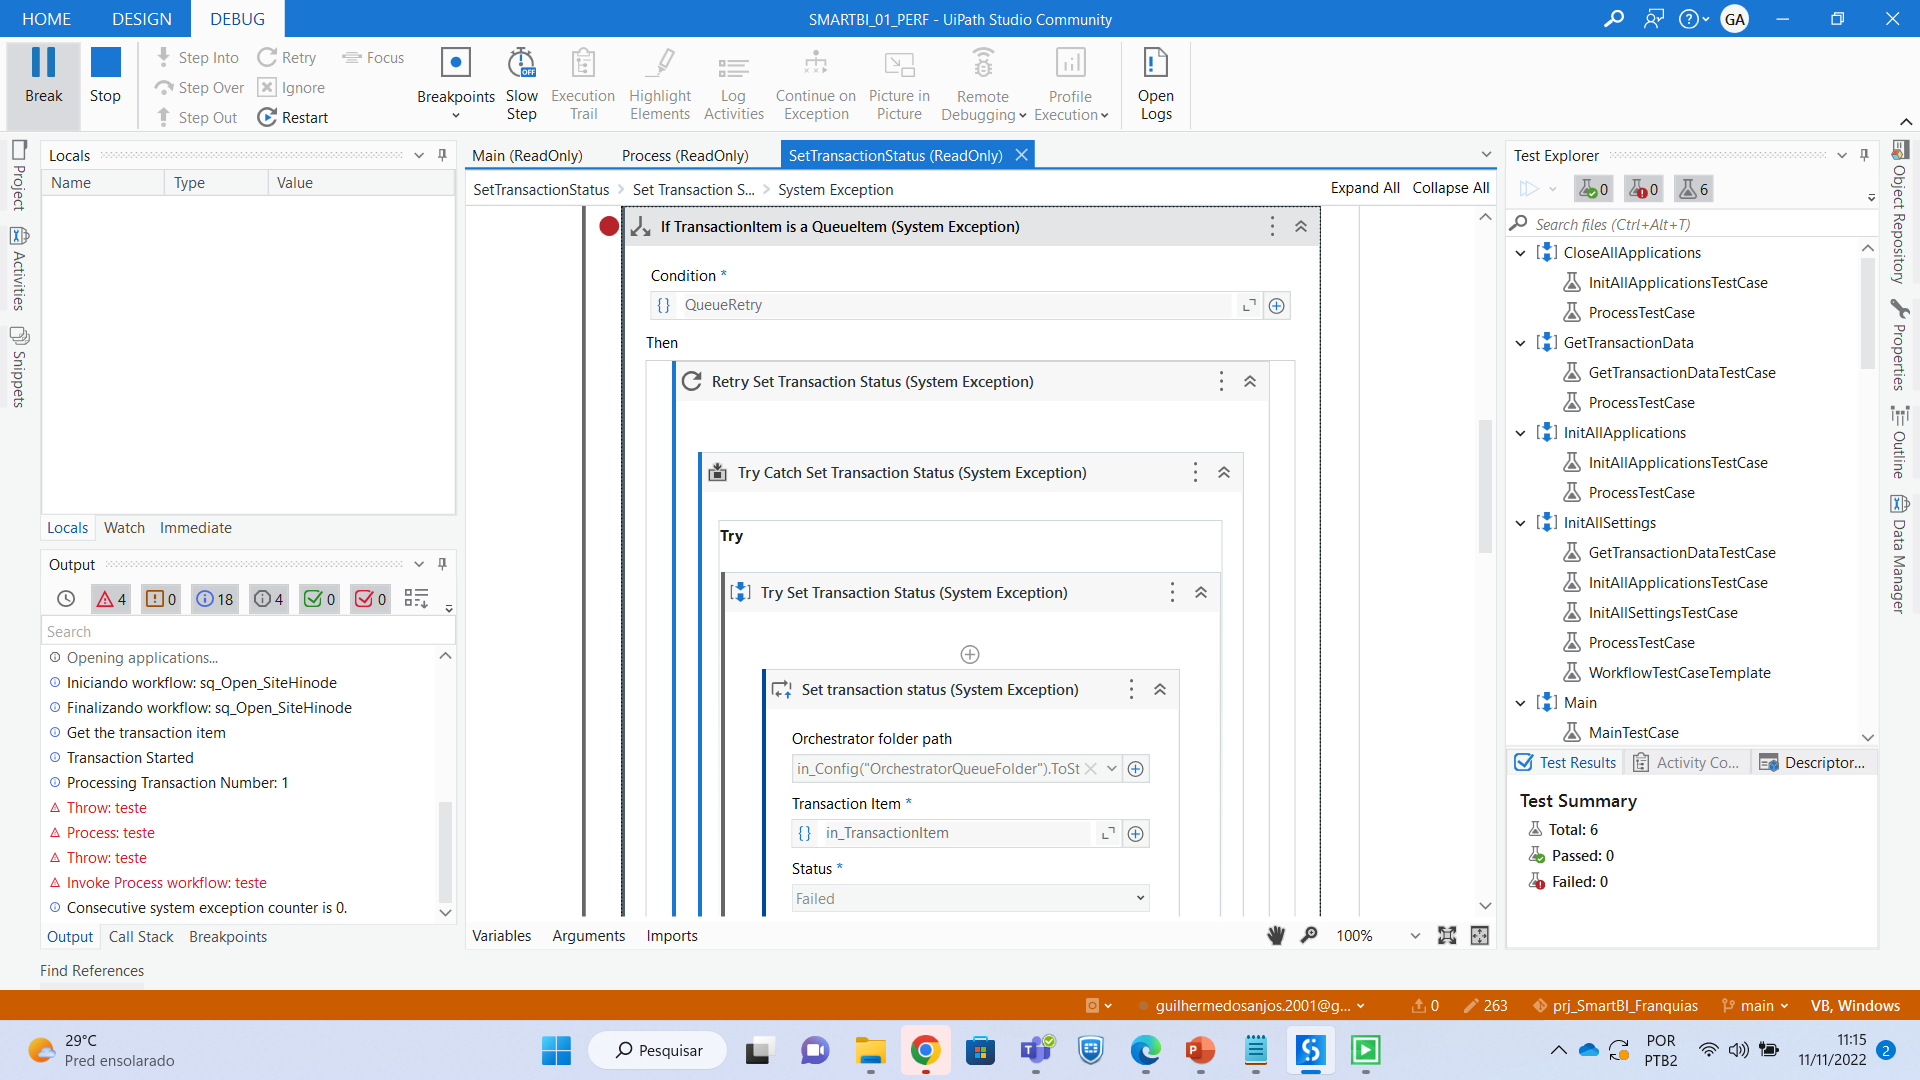 HOME DESIGN DEBUG
SMARTBI_01_PERF - UiPath Studio Community
GA
Break
Stop
Step Into
Step Over
Step Out
Retry
Ignore
Restart
Focus
Breakpoints
Slow Step
OFF
Execution Trail
Highlight Elements
Log Activities
Continue on Exception
Picture in Picture
Remote Debugging
Profile Execution
Open Logs
Project
Activities
Snippets
Locals
Name Type Value
Locals Watch Immediate
Output
4 0 18 4 0 0
Search
Opening applications...
Iniciando workflow: sq_Open_SiteHinode
Finalizando workflow: sq_Open_SiteHinode
Get the transaction item
Transaction Started
Processing Transaction Number: 1
Throw: teste
Process: teste
Throw: teste
Invoke Process workflow: teste
Consecutive system exception counter is 0.
Output Call Stack Breakpoints
Find References
Main (ReadOnly) Process (ReadOnly) SetTransactionStatus (ReadOnly)
SetTransactionStatus Set Transaction S... System Exception
Expand All Collapse All
If TransactionItem is a QueueItem (System Exception)
Condition *
QueueRetry
Then
Retry Set Transaction Status (System Exception)
Try Catch Set Transaction Status (System Exception)
Try
Try Set Transaction Status (System Exception)
Set transaction status (System Exception)
Orchestrator folder path
in_Config("OrchestratorQueueFolder").ToSt
Transaction Item *
in_TransactionItem
Status *
Failed
Variables Arguments Imports
100%
Test Explorer
0 0 6
Search files (Ctrl+Alt+T)
CloseAllApplications
InitAllApplicationsTestCase
ProcessTestCase
GetTransactionData
GetTransactionDataTestCase
ProcessTestCase
InitAllApplications
InitAllApplicationsTestCase
ProcessTestCase
InitAllSettings
GetTransactionDataTestCase
InitAllApplicationsTestCase
InitAllSettingsTestCase
ProcessTestCase
WorkflowTestCaseTemplate
Main
MainTestCase
Test Results Activity Co... Descriptor...
Test Summary
Total: 6
Passed: 0
Failed: 0
Object Repository
Properties
Outline
Data Manager
guilhermedosanjos.2001@g...
0
263
prj_SmartBI_Franquias
main
VB, Windows
29°C
Pred ensolarado
Pesquisar
POR
PTB2
11:15
11/11/2022
2